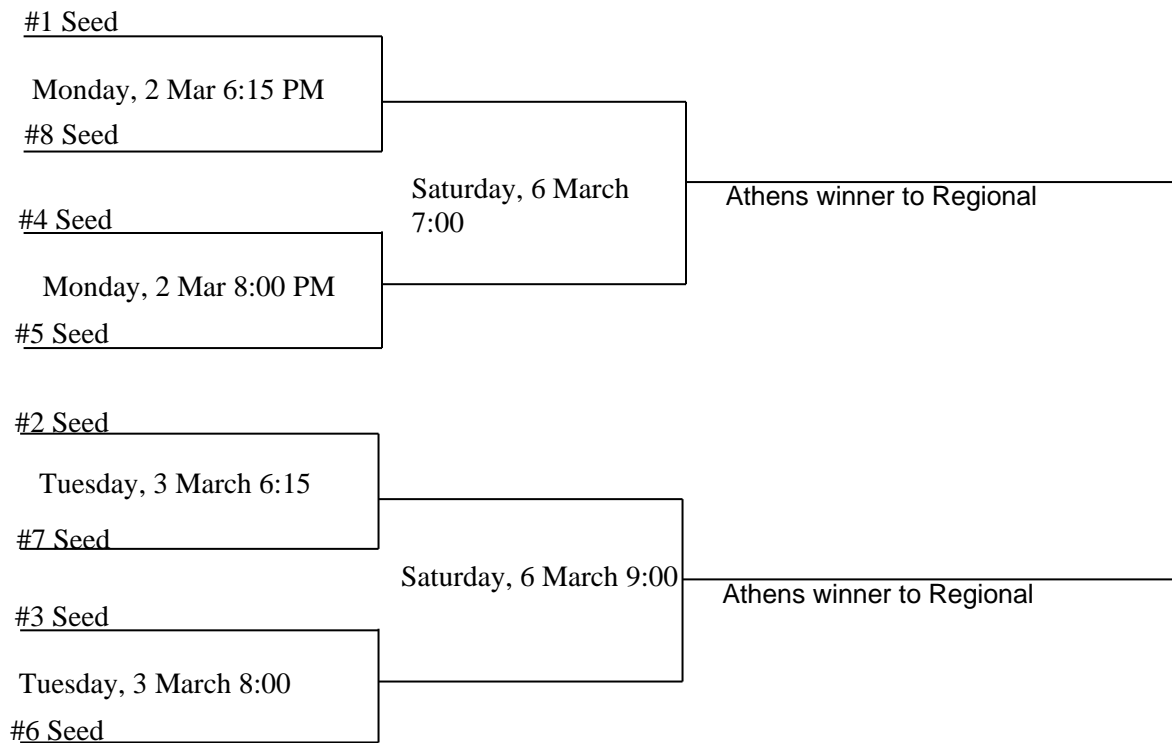 #1 Seed
Monday, 2 Mar 6:15 PM
#8 Seed
Saturday, 6 March
7:00
Athens winner to Regional
#4 Seed
Monday, 2 Mar 8:00 PM
#5 Seed
#2 Seed
Tuesday, 3 March 6:15
#7 Seed
Saturday, 6 March 9:00
Athens winner to Regional
#3 Seed
Tuesday, 3 March 8:00
#6 Seed